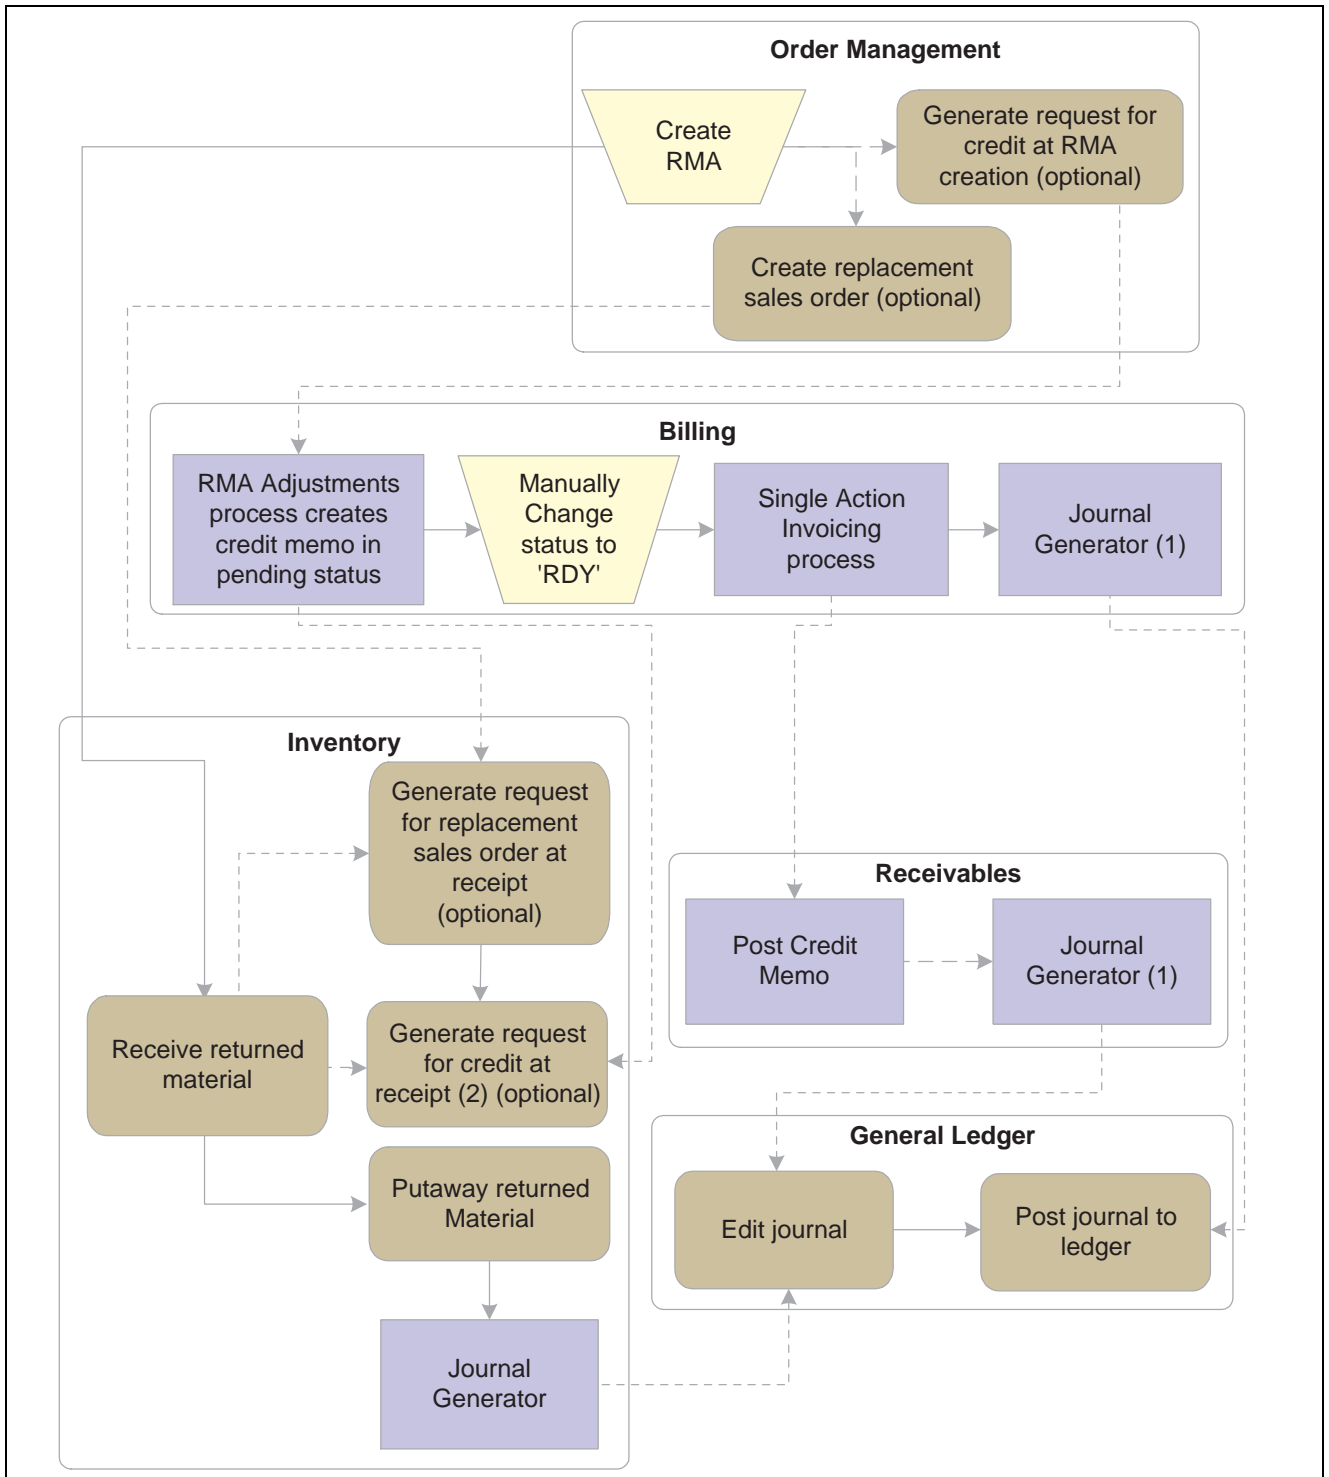 Order Management
Create
RMA
Generate request for
credit at RMA
creation (optional)
Create replacement
sales order (optional)
Billing
RMA Adjustments
process creates
credit memo in
pending status
Manually
Change
status to
'RDY'
Single Action
Invoicing
process
Journal
Generator (1)
Inventory
Generate request
for replacement
sales order at
receipt
(optional)
Receive returned
material
Generate request
for credit at
receipt (2) (optional)
Putaway returned
Material
Journal
Generator
Receivables
Post Credit
Memo
Journal
Generator (1)
General Ledger
Edit journal
Post journal to
ledger